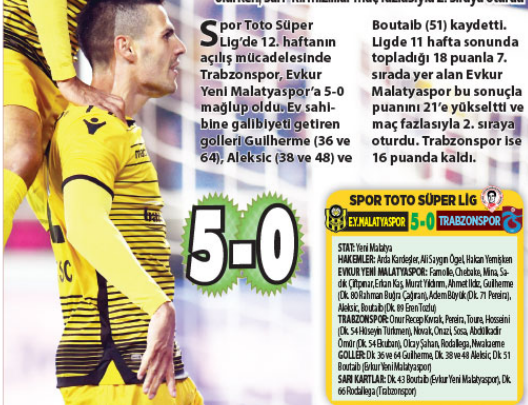 Spor Toto Süper
Lig'de 12. haftanın
açılış mücadelesinde
Trabzonspor, Evkur
Yeni Malatyaspor'a 5-0
mağlup oldu. Ev sahi-
bine galibiyeti getiren
golleri Guilherme (36 ve
64), Aleksic (38 ve 48) ve
Boutaib (51) kaydetti.
Ligde 11 hafta sonunda
topladığı 18 puanla 7.
sırada yer alan Evkur
Malatyaspor bu sonuçla
puanını 21'e yükseltti ve
maç fazlasıyla 2. sıraya
oturdu. Trabzonspor ise
16 puanda kaldı.
5-0
SPOR TOTO SÜPER LİG
E.Y. MALATYASPOR 5-0 TRABZONSPOR
STAT: Yeni Malatya
HAKEMLER: Arda Kardeşler, Ali Saygın Ögel, Hakan Yemişken
EVKUR YENİ MALATYASPOR: Farnolle, Chebake, Mina, Sa-
dık Çiftpınar, Erkan Kaş, Murat Yıldırım, Ahmet Ildız, Guilherme
(Dk. 80 Rahman Buğra Çağıran), Adem Büyük (Dk. 71 Pereira),
Aleksic, Boutaib (Dk. 89 Eren Tozlu)
TRABZONSPOR: Onur Recep Kıvrak, Pereira, Toure, Hosseini
(Dk. 54 Hüseyin Türkmen), Novak, Onazi, Sosa, Abdülkadir
Ömür (Dk. 54 Ekuban), Olcay Şahan, Rodallega, Nwakaeme
GOLLER: Dk. 36 ve 64 Guilherme, Dk. 38 ve 48 Aleksic, Dk. 51
Boutaib (Evkur Yeni Malatyaspor)
SARI KARTLAR: Dk. 43 Boutaib (Evkur Yeni Malatyaspor), Dk.
66 Rodallega (Trabzonspor)